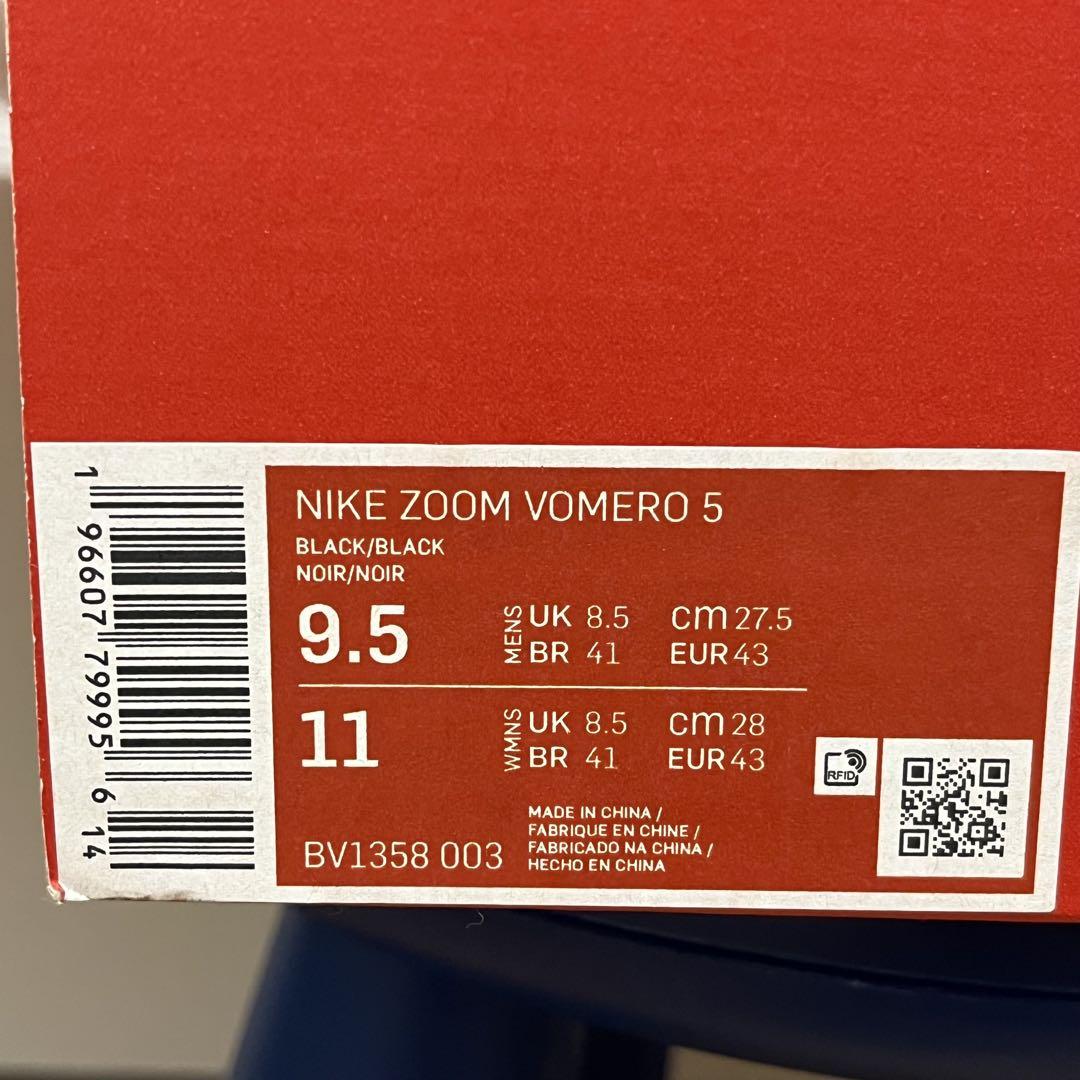 NIKE ZOOM VOMERO 5
BLACK/BLACK
NOIR/NOIR
9.5 MENS UK 8.5 CM 27.5
BR 41 EUR 43
11 WMNS UK 8.5 CM 28
BR 41 EUR 43
RFID
MADE IN CHINA /
FABRIQUE EN CHINE /
FABRICADO NA CHINA /
HECHO EN CHINA
BV1358 003
1 96607 79995 6 14